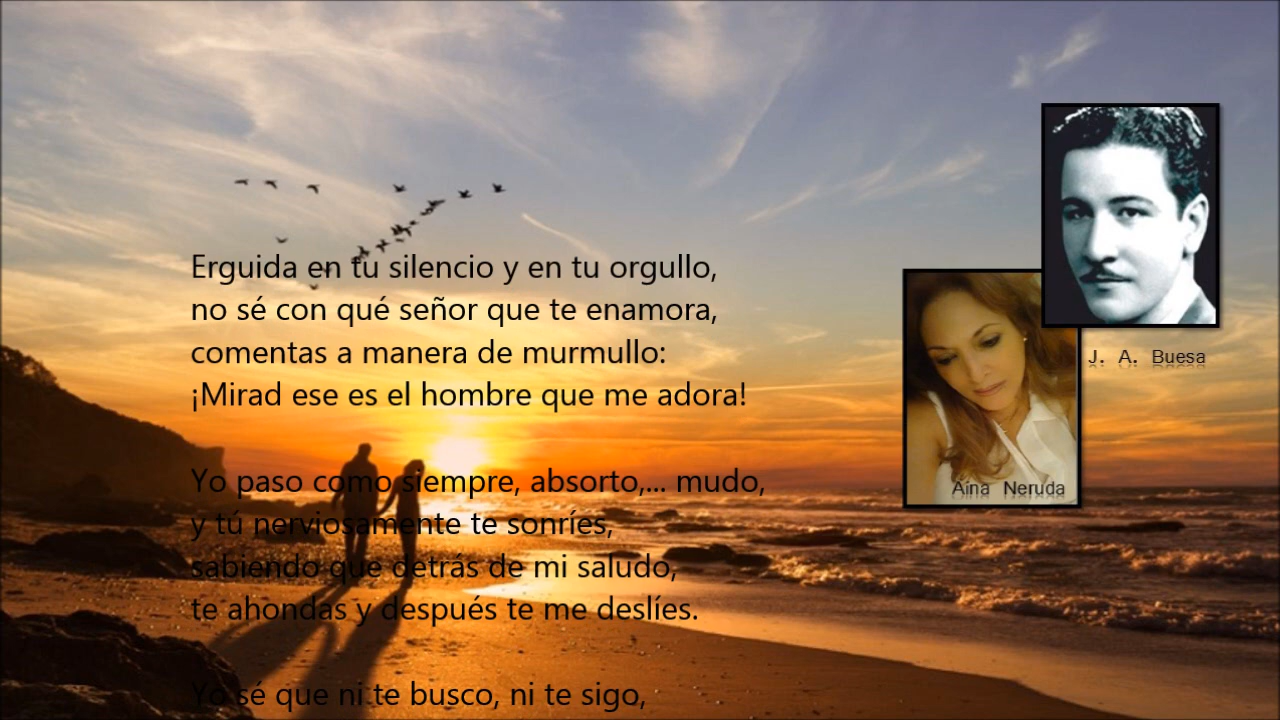 Erguida en tu silencio y en tu orgullo,
no sé con qué señor que te enamora,
comentas a manera de murmullo:
¡Mirad ese es el hombre que me adora!
Yo paso como siempre, absorto,... mudo,
y tú nerviosamente te sonríes,
sabiendo que detrás de mi saludo,
te ahondas y después te me deslíes.
Yo sé que ni te busco, ni te sigo,
J. A. Buesa
Aína Neruda